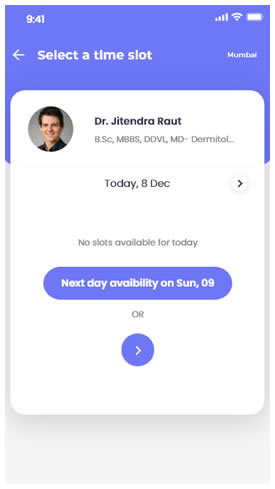 9:41
Select a time slot
Mumbai
Dr. Jitendra Raut
B.Sc, MBBS, DDVL, MD- Dermitol...
Today, 8 Dec
No slots available for today
Next day avaibility on Sun, 09
OR